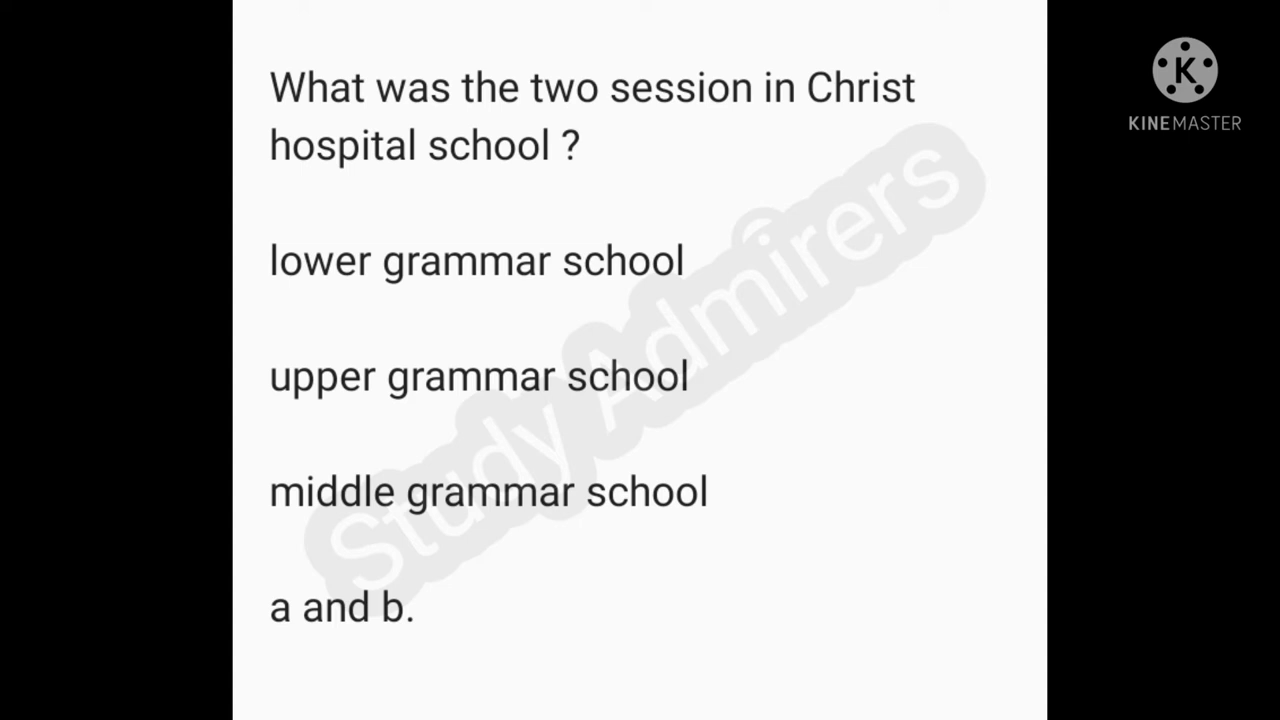 What was the two session in Christ
hospital school ?
lower grammar school
upper grammar school
middle grammar school
a and b.
Study Admirers
K
KINEMASTER